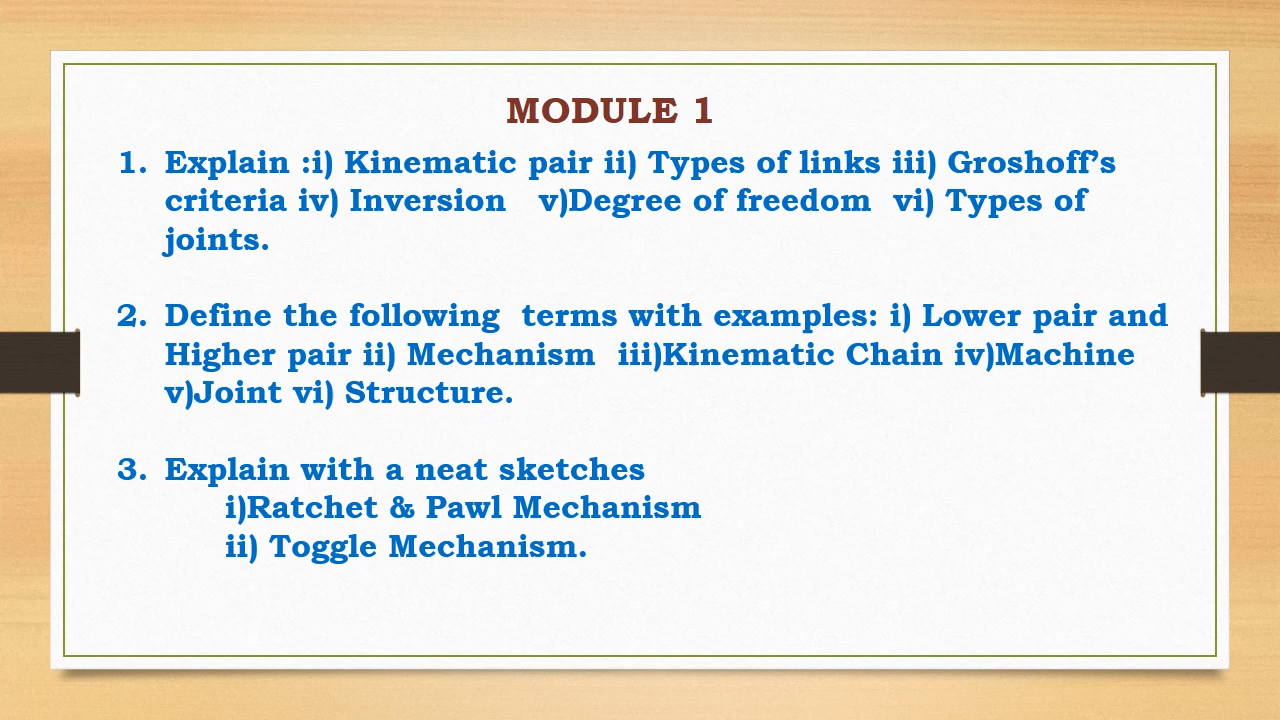 MODULE 1
1. Explain :i) Kinematic pair ii) Types of links iii) Groshoff’s
criteria iv) Inversion v)Degree of freedom vi) Types of
joints.
2. Define the following terms with examples: i) Lower pair and
Higher pair ii) Mechanism iii)Kinematic Chain iv)Machine
v)Joint vi) Structure.
3. Explain with a neat sketches
i)Ratchet & Pawl Mechanism
ii) Toggle Mechanism.